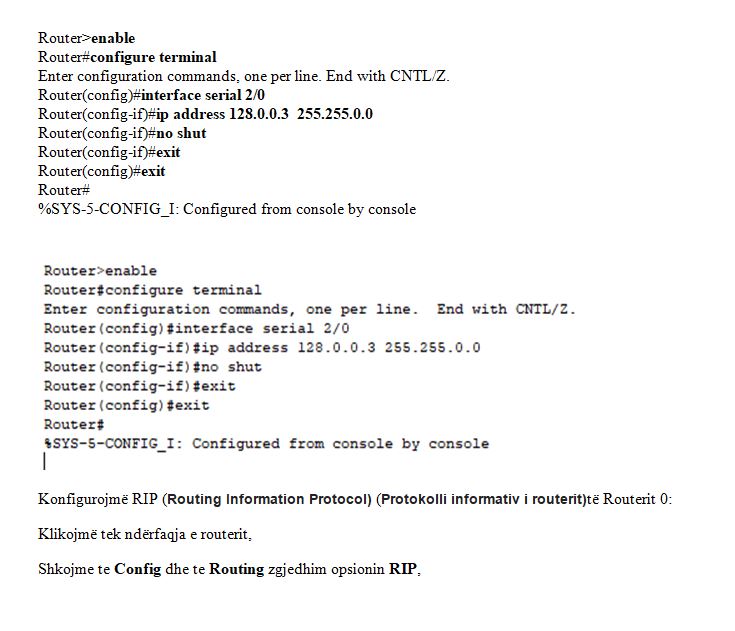 Router>enable
Router#configure terminal
Enter configuration commands, one per line. End with CNTL/Z.
Router(config)#interface serial 2/0
Router(config-if)#ip address 128.0.0.3  255.255.0.0
Router(config-if)#no shut
Router(config-if)#exit
Router(config)#exit
Router#
%SYS-5-CONFIG_I: Configured from console by console
Router>enable
Router#configure terminal
Enter configuration commands, one per line.  End with CNTL/Z.
Router(config)#interface serial 2/0
Router(config-if)#ip address 128.0.0.3 255.255.0.0
Router(config-if)#no shut
Router(config-if)#exit
Router(config)#exit
Router#
%SYS-5-CONFIG_I: Configured from console by console
Konfigurojmë RIP (Routing Information Protocol) (Protokolli informativ i routerit)të Routerit 0:
Klikojmë tek ndërfaqja e routerit,
Shkojme te Config dhe te Routing zgjedhim opsionin RIP,